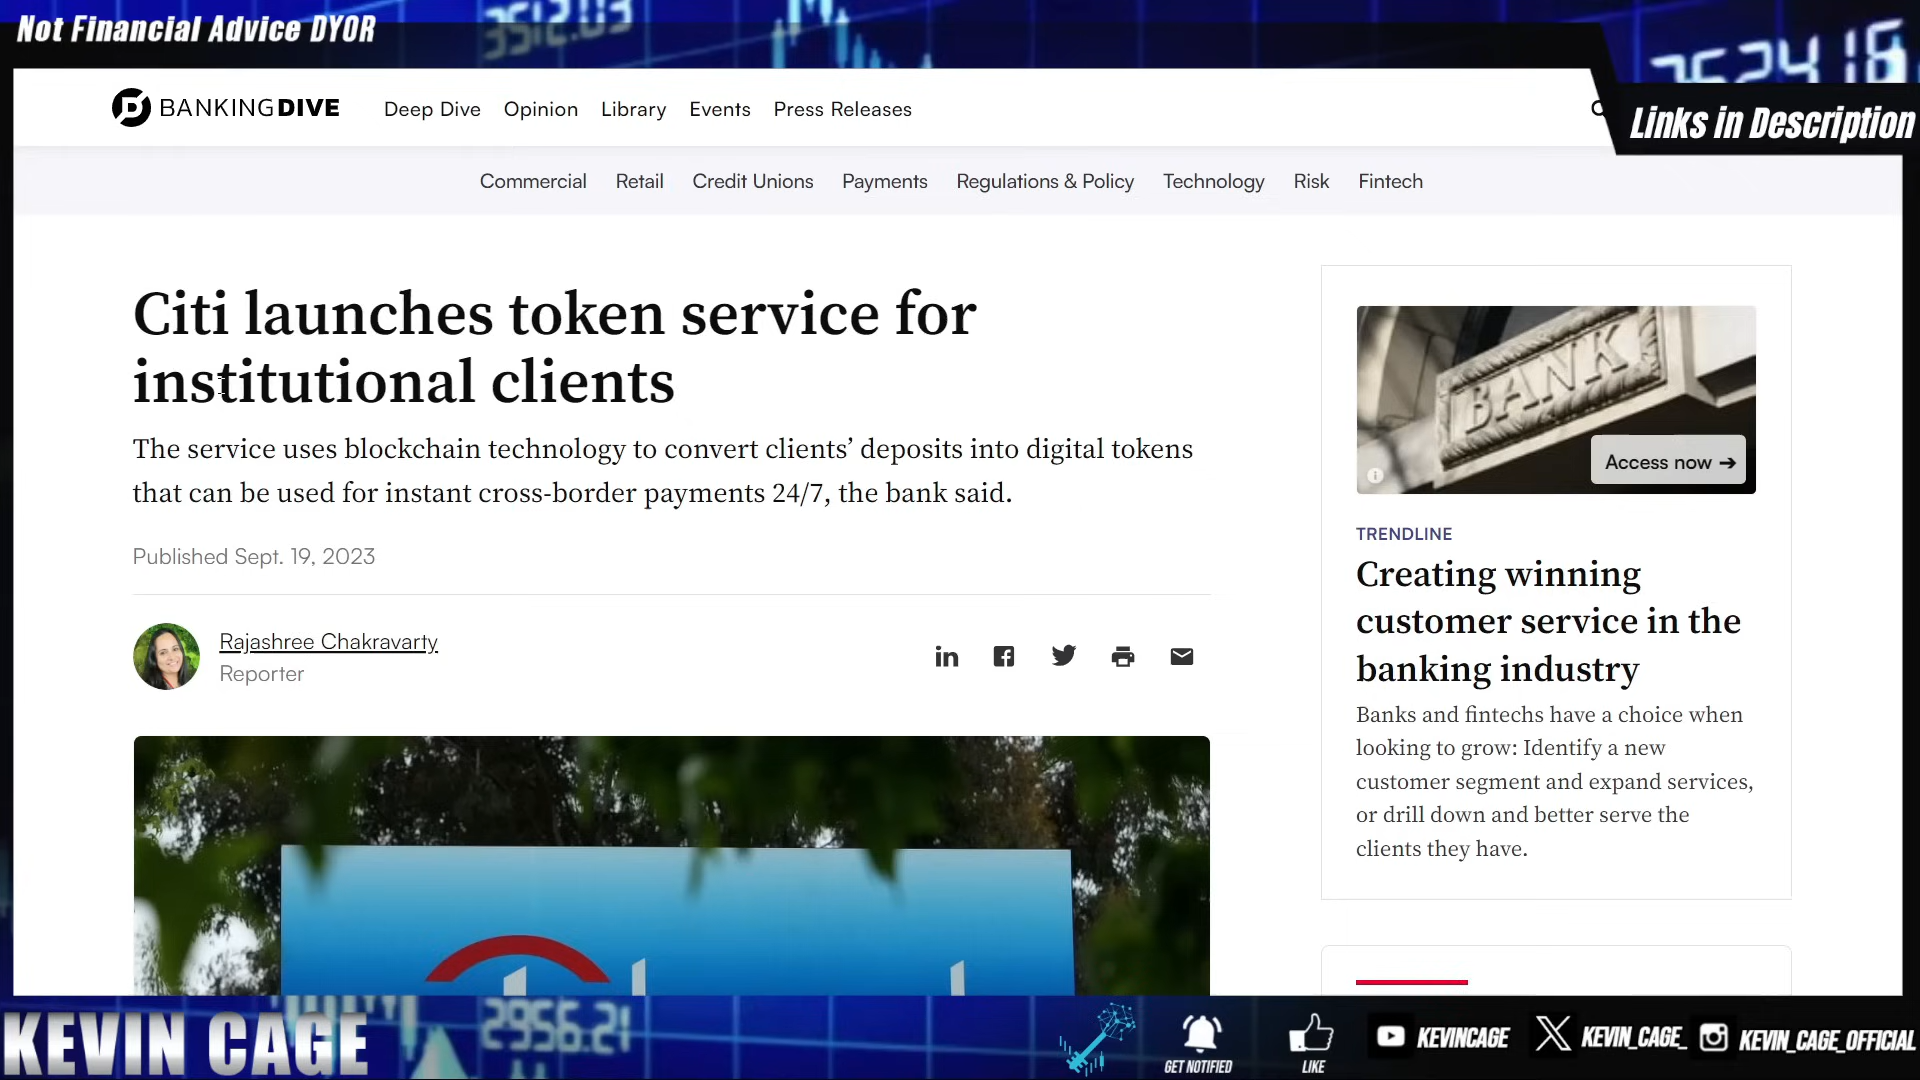 Not Financial Advice DYOR
3512.03
352418
Links in Description
BANKINGDIVE
Deep Dive Opinion Library Events Press Releases
Commercial Retail Credit Unions Payments Regulations & Policy Technology Risk Fintech
Citi launches token service for
institutional clients
The service uses blockchain technology to convert clients’ deposits into digital tokens
that can be used for instant cross-border payments 24/7, the bank said.
Published Sept. 19, 2023
Rajashree Chakravarty
Reporter
BANK
Access now →
TRENDLINE
Creating winning
customer service in the
banking industry
Banks and fintechs have a choice when
looking to grow: Identify a new
customer segment and expand services,
or drill down and better serve the
clients they have.
KEVIN CAGE
2956.21
GET NOTIFIED
LIKE
KEVINCAGE
KEVIN_CAGE_
KEVIN_CAGE_OFFICIAL